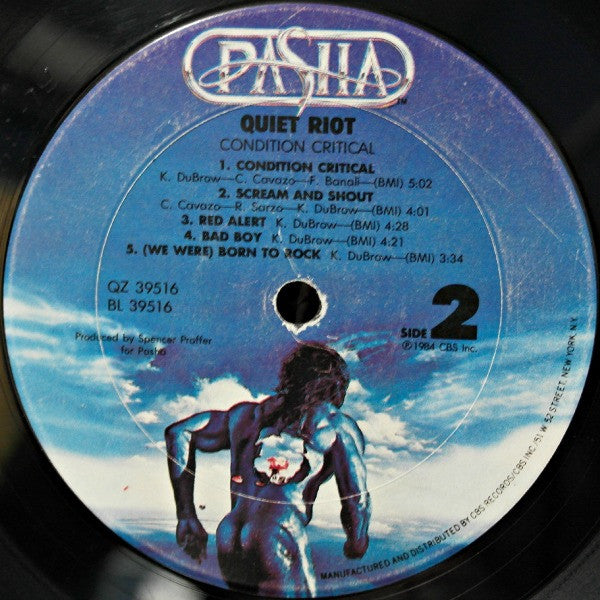 PASHA
TM
QUIET RIOT
CONDITION CRITICAL
1. CONDITION CRITICAL
K. DuBrow—C. Cavazo—F. Banali—(BMI) 5:02
2. SCREAM AND SHOUT
C. Cavazo—R. Sarzo—K. DuBrow—(BMI) 4:01
3. RED ALERT K. DuBrow—(BMI) 4:28
4. BAD BOY K. DuBrow—(BMI) 4:21
5. (WE WERE) BORN TO ROCK K. DuBrow—(BMI) 3:34
QZ 39516
BL 39516
Produced by Spencer Proffer
for Pasha
SIDE 2
℗1984 CBS Inc.
MANUFACTURED AND DISTRIBUTED BY CBS RECORDS/CBS INC./51 W. 52 STREET, NEW YORK, N.Y.